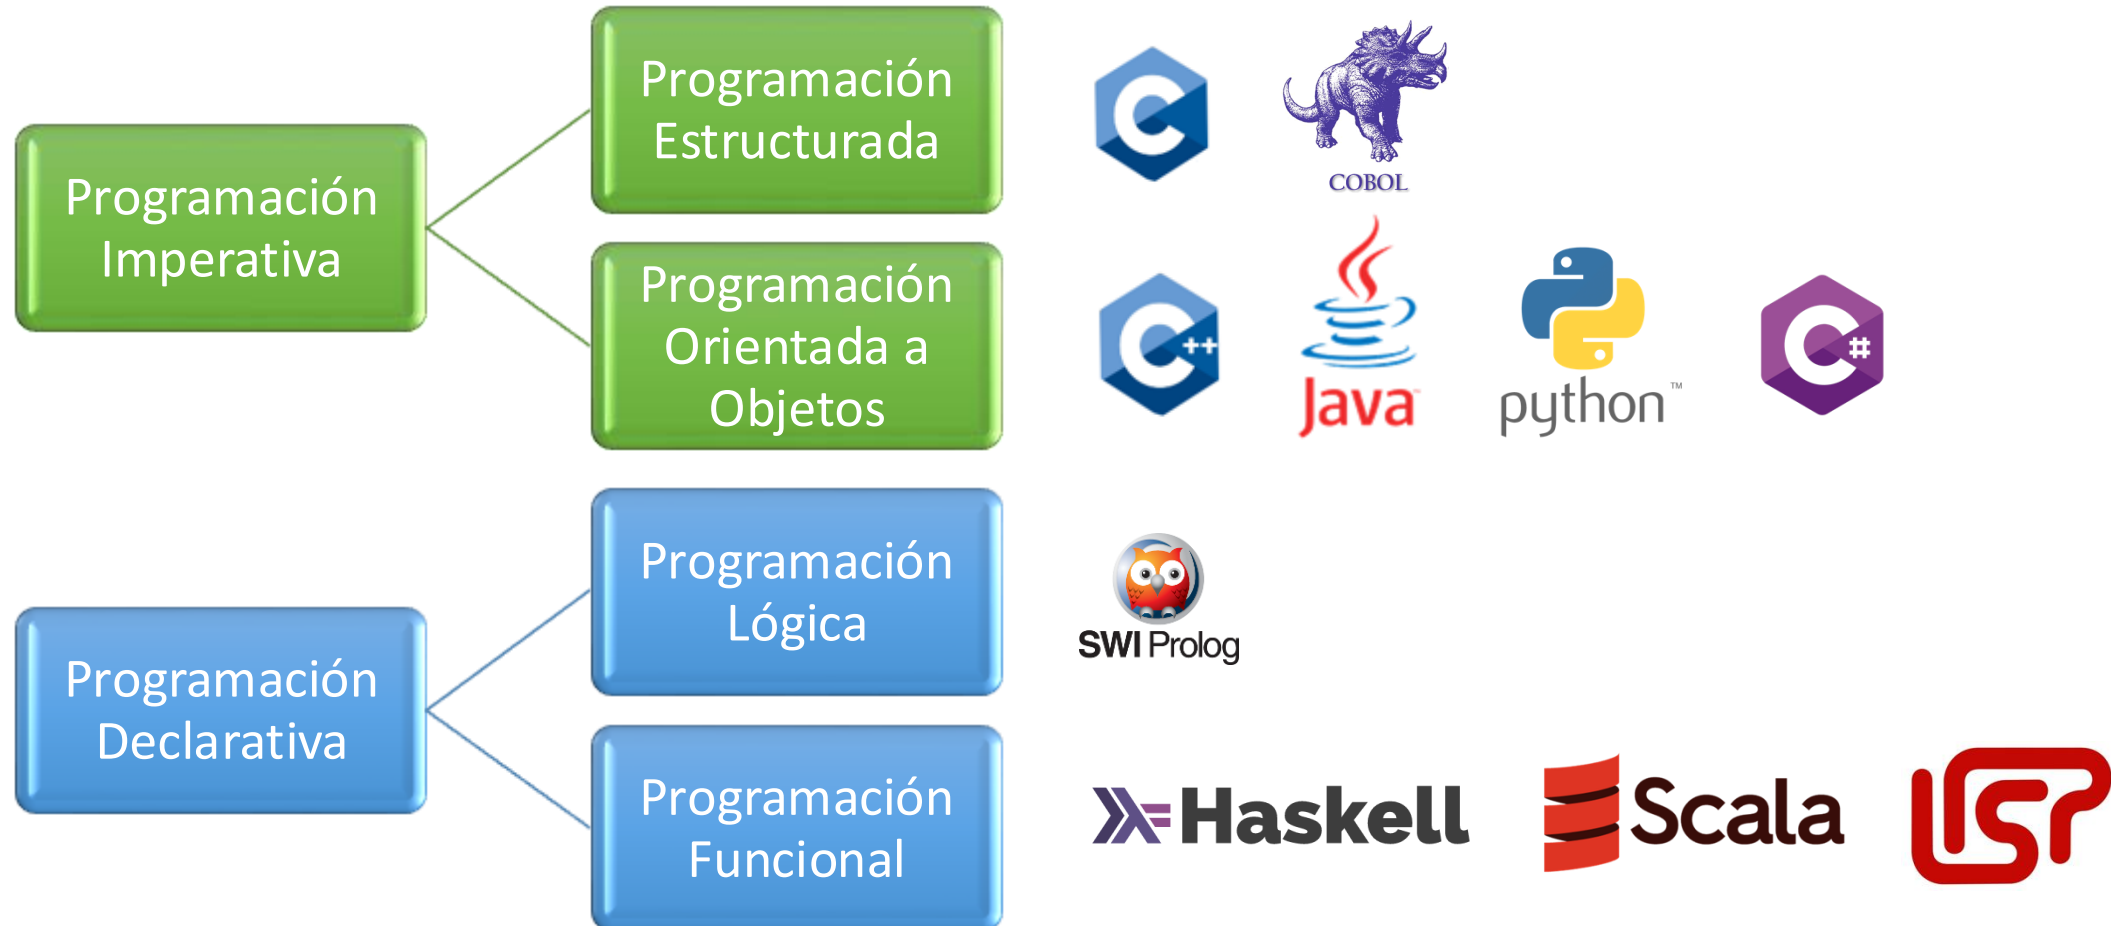 Programación
Imperativa
Programación
Estructurada
C
COBOL
Programación
Orientada a
Objetos
C++
Java
python™
C#
Programación
Declarativa
Programación
Lógica
SWI Prolog
Programación
Funcional
Haskell
Scala
LISP